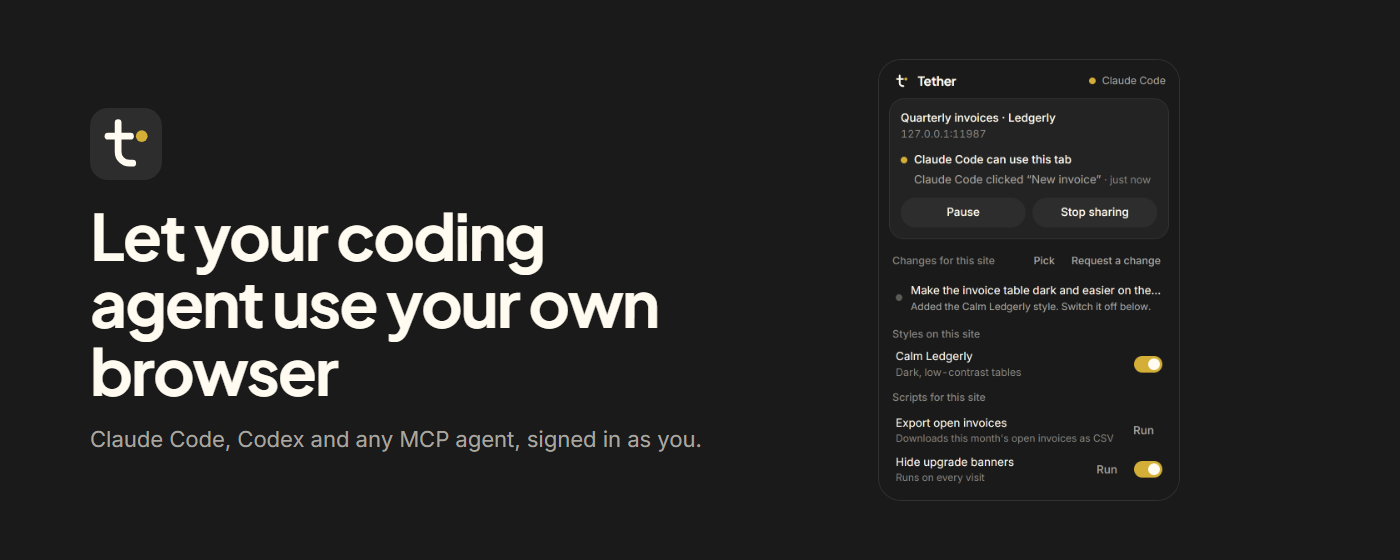 t
Let your coding
agent use your own
browser
Claude Code, Codex and any MCP agent, signed in as you.
t Tether
Claude Code
Quarterly invoices · Ledgerly
127.0.0.1:11987
Claude Code can use this tab
Claude Code clicked “New invoice” · just now
Pause Stop sharing
Changes for this site Pick Request a change
Make the invoice table dark and easier on the...
Added the Calm Ledgerly style. Switch it off below.
Styles on this site
Calm Ledgerly
Dark, low-contrast tables
Scripts for this site
Export open invoices
Downloads this month's open invoices as CSV
Run
Hide upgrade banners
Runs on every visit
Run